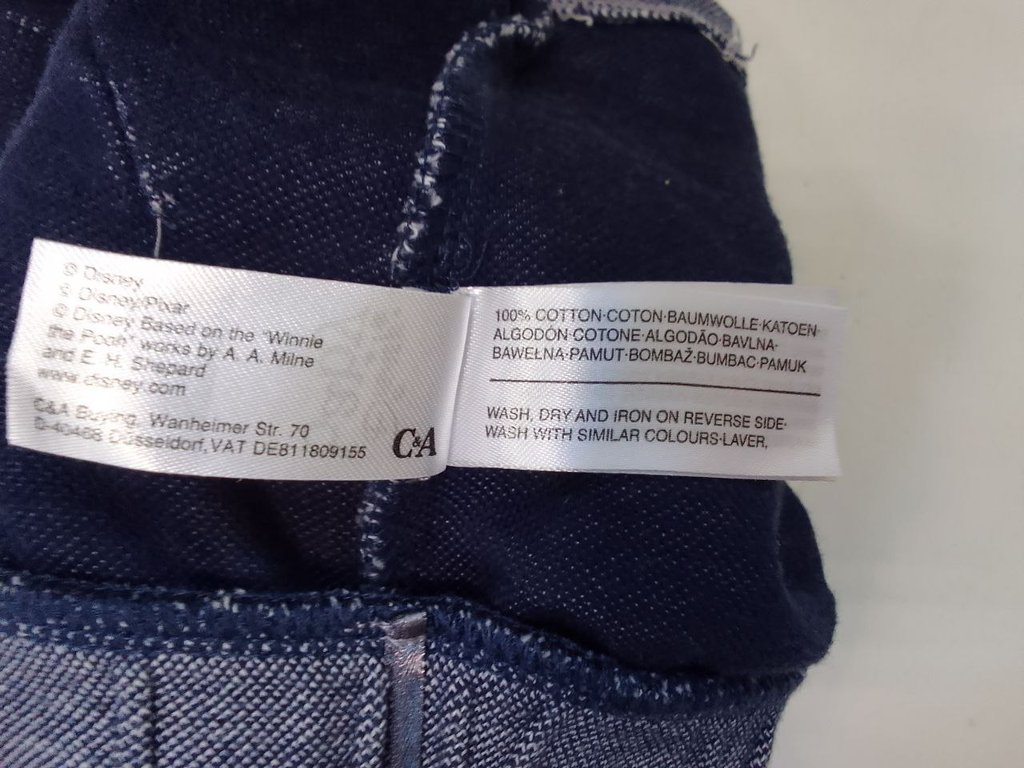 © Disney
© Disney/Pixar
© Disney Based on the "Winnie
the Pooh" works by A. A. Milne
and E. H. Shepard
www.disney.com
C&A Buying, Wanheimer Str. 70
D-40468 Düsseldorf, VAT DE811809155
C&A
100% COTTON·COTON·BAUMWOLLE·KATOEN·
ALGODÓN·COTONE·ALGODÃO·BAVLNA·
BAWEŁNA·PAMUT·BOMBAŽ·BUMBAC·PAMUK
WASH, DRY AND IRON ON REVERSE SIDE·
WASH WITH SIMILAR COLOURS·LAVER,